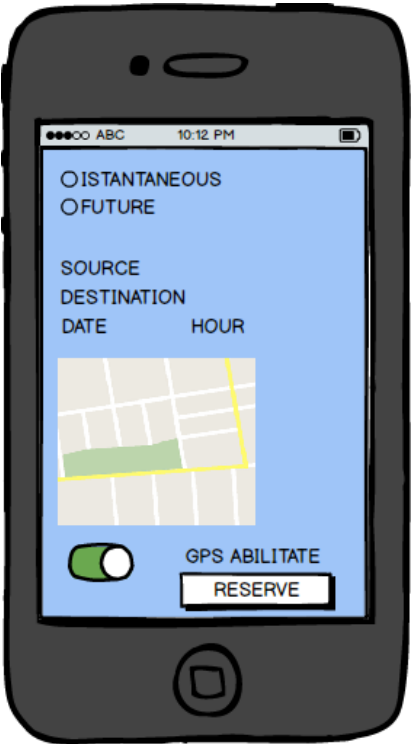 ABC 10:12 PM
ISTANTANEOUS
FUTURE
SOURCE
DESTINATION
DATE HOUR
GPS ABILITATE
RESERVE